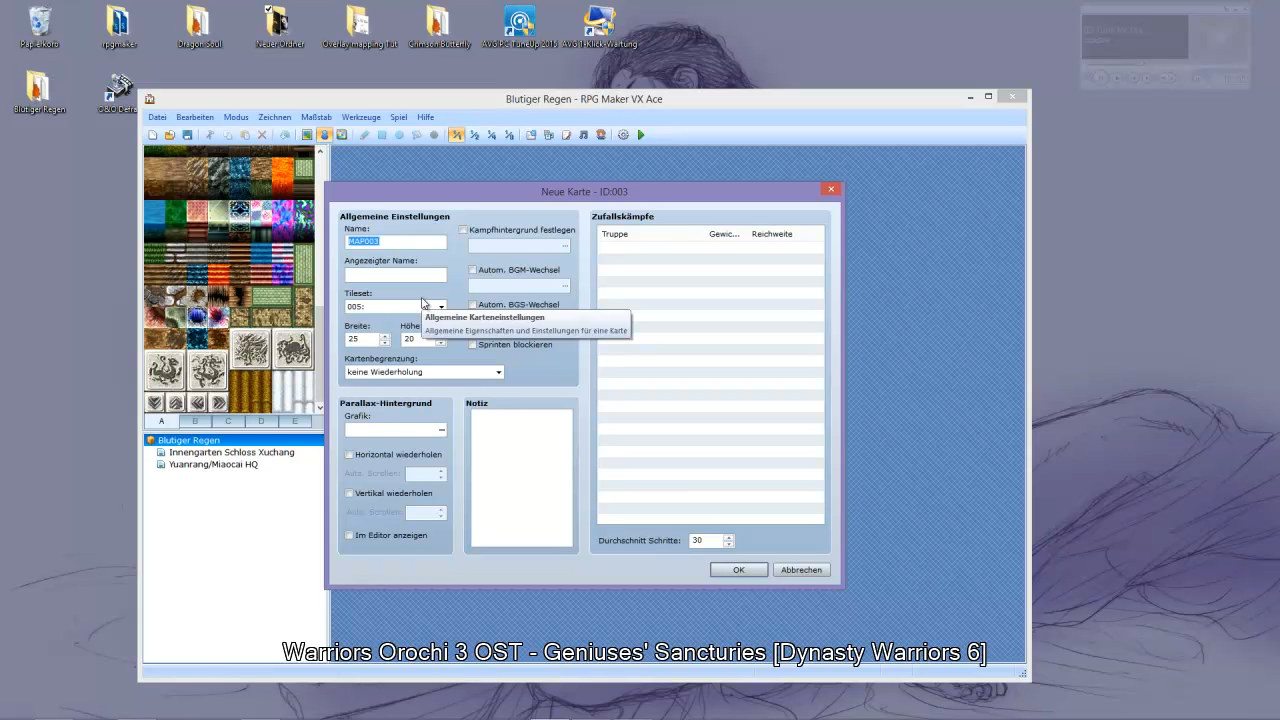 Papierkorb
rpgmaker
Dragon Soul
Neuer Ordner
Overlay mapping Tut
Crimson Butterfly
AVG PC TuneUp 2015
AVG 1-Klick-Wartung
Blutiger Regen
O&O Defra
Blutiger Regen - RPG Maker VX Ace
Datei Bearbeiten Modus Zeichnen Maßstab Werkzeuge Spiel Hilfe
Neue Karte - ID:003
Allgemeine Einstellungen
Name:
MAP003
Angezeigter Name:
Tileset:
005:
Breite:
25
Höhe
20
Kartenbegrenzung:
keine Wiederholung
Kampfhintergrund festlegen
Autom. BGM-Wechsel
Autom. BGS-Wechsel
Allgemeine Karteneinstellungen
Allgemeine Eigenschaften und Einstellungen für eine Karte
Sprinten blockieren
Parallax-Hintergrund
Grafik:
Horizontal wiederholen
Auto. Scrollen:
Vertikal wiederholen
Auto. Scrollen:
Im Editor anzeigen
Notiz
Zufallskämpfe
Truppe Gewic... Reichweite
Durchschnitt Schritte: 30
OK Abbrechen
A B C D E
Blutiger Regen
Innengarten Schloss Xuchang
Yuanrang/Miaocai HQ
Warriors Orochi 3 OST - Geniuses' Sancturies [Dynasty Warriors 6]